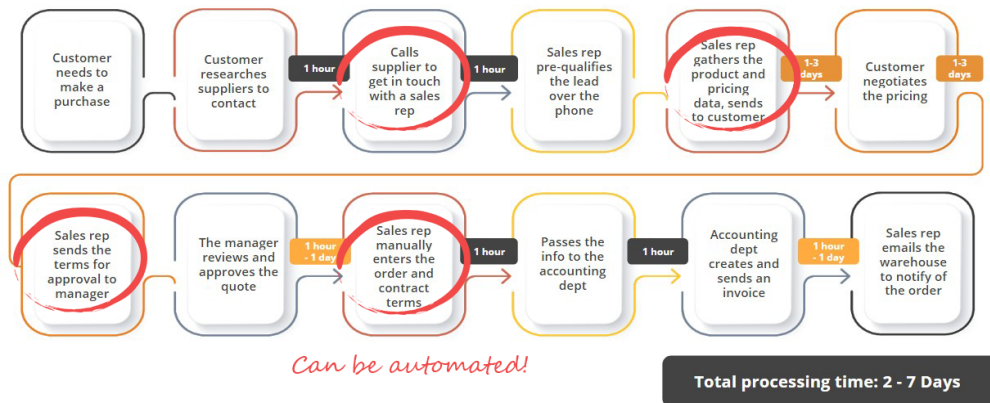 Customer
needs to
make a
purchase
Customer
researches
suppliers to
contact
1 hour
Calls
supplier to
get in touch
with a sales
rep
1 hour
Sales rep
pre-qualifies
the lead
over the
phone
Sales rep
gathers the
product and
pricing
data, sends
to customer
1-3
days
Customer
negotiates
the pricing
1-3
days
Sales rep
sends the
terms for
approval to
manager
The manager
reviews and
approves the
quote
1 hour
- 1 day
Sales rep
manually
enters the
order and
contract
terms
1 hour
Passes the
info to the
accounting
dept
1 hour
Accounting
dept
creates and
sends an
invoice
1 hour
- 1 day
Sales rep
emails the
warehouse
to notify of
the order
Can be automated!
Total processing time: 2 - 7 Days